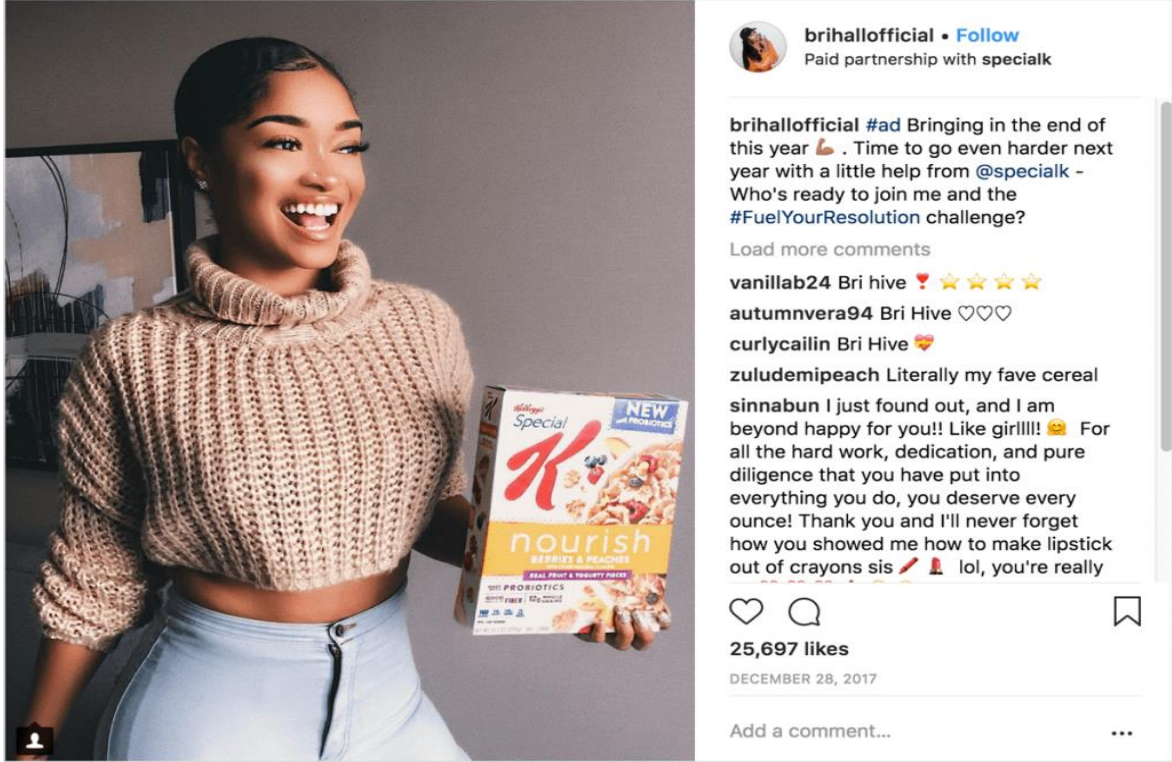 brihallofficial • Follow
Paid partnership with specialk
brihallofficial #ad Bringing in the end of
this year 💪🏽 . Time to go even harder next
year with a little help from @specialk -
Who's ready to join me and the
#FuelYourResolution challenge?
Load more comments
vanillab24 Bri hive ❣️ ⭐ ⭐ ⭐ ⭐
autumnvera94 Bri Hive ♡♡♡
curlycailin Bri Hive 💝
zuludemipeach Literally my fave cereal
sinnabun I just found out, and I am
beyond happy for you!! Like girllll! 🤗 For
all the hard work, dedication, and pure
diligence that you have put into
everything you do, you deserve every
ounce! Thank you and I'll never forget
how you showed me how to make lipstick
out of crayons sis 🖍️ 💄 lol, you're really
25,697 likes
DECEMBER 28, 2017
Add a comment...
Kellogg's
Special
K
NEW
with PROBIOTICS
nourish
BERRIES & PEACHES
REAL FRUIT & YOGURTY PIECES
PROBIOTICS
FIBER